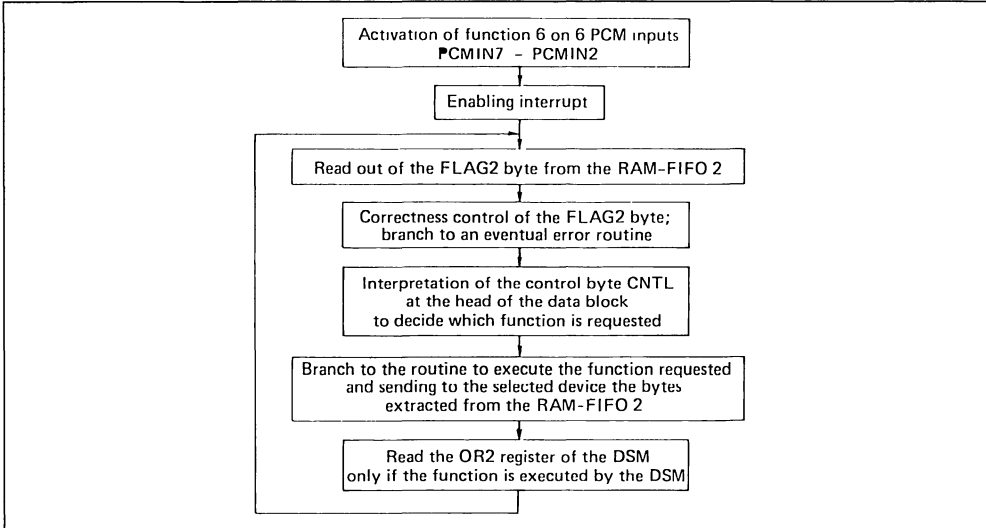 Activation of function 6 on 6 PCM inputs
PCMIN7 - PCMIN2
Enabling interrupt
Read out of the FLAG2 byte from the RAM-FIFO 2
Correctness control of the FLAG2 byte;
branch to an eventual error routine
Interpretation of the control byte CNTL
at the head of the data block
to decide which function is requested
Branch to the routine to execute the function requested
and sending to the selected device the bytes
extracted from the RAM-FIFO 2
Read the OR2 register of the DSM
only if the function is executed by the DSM